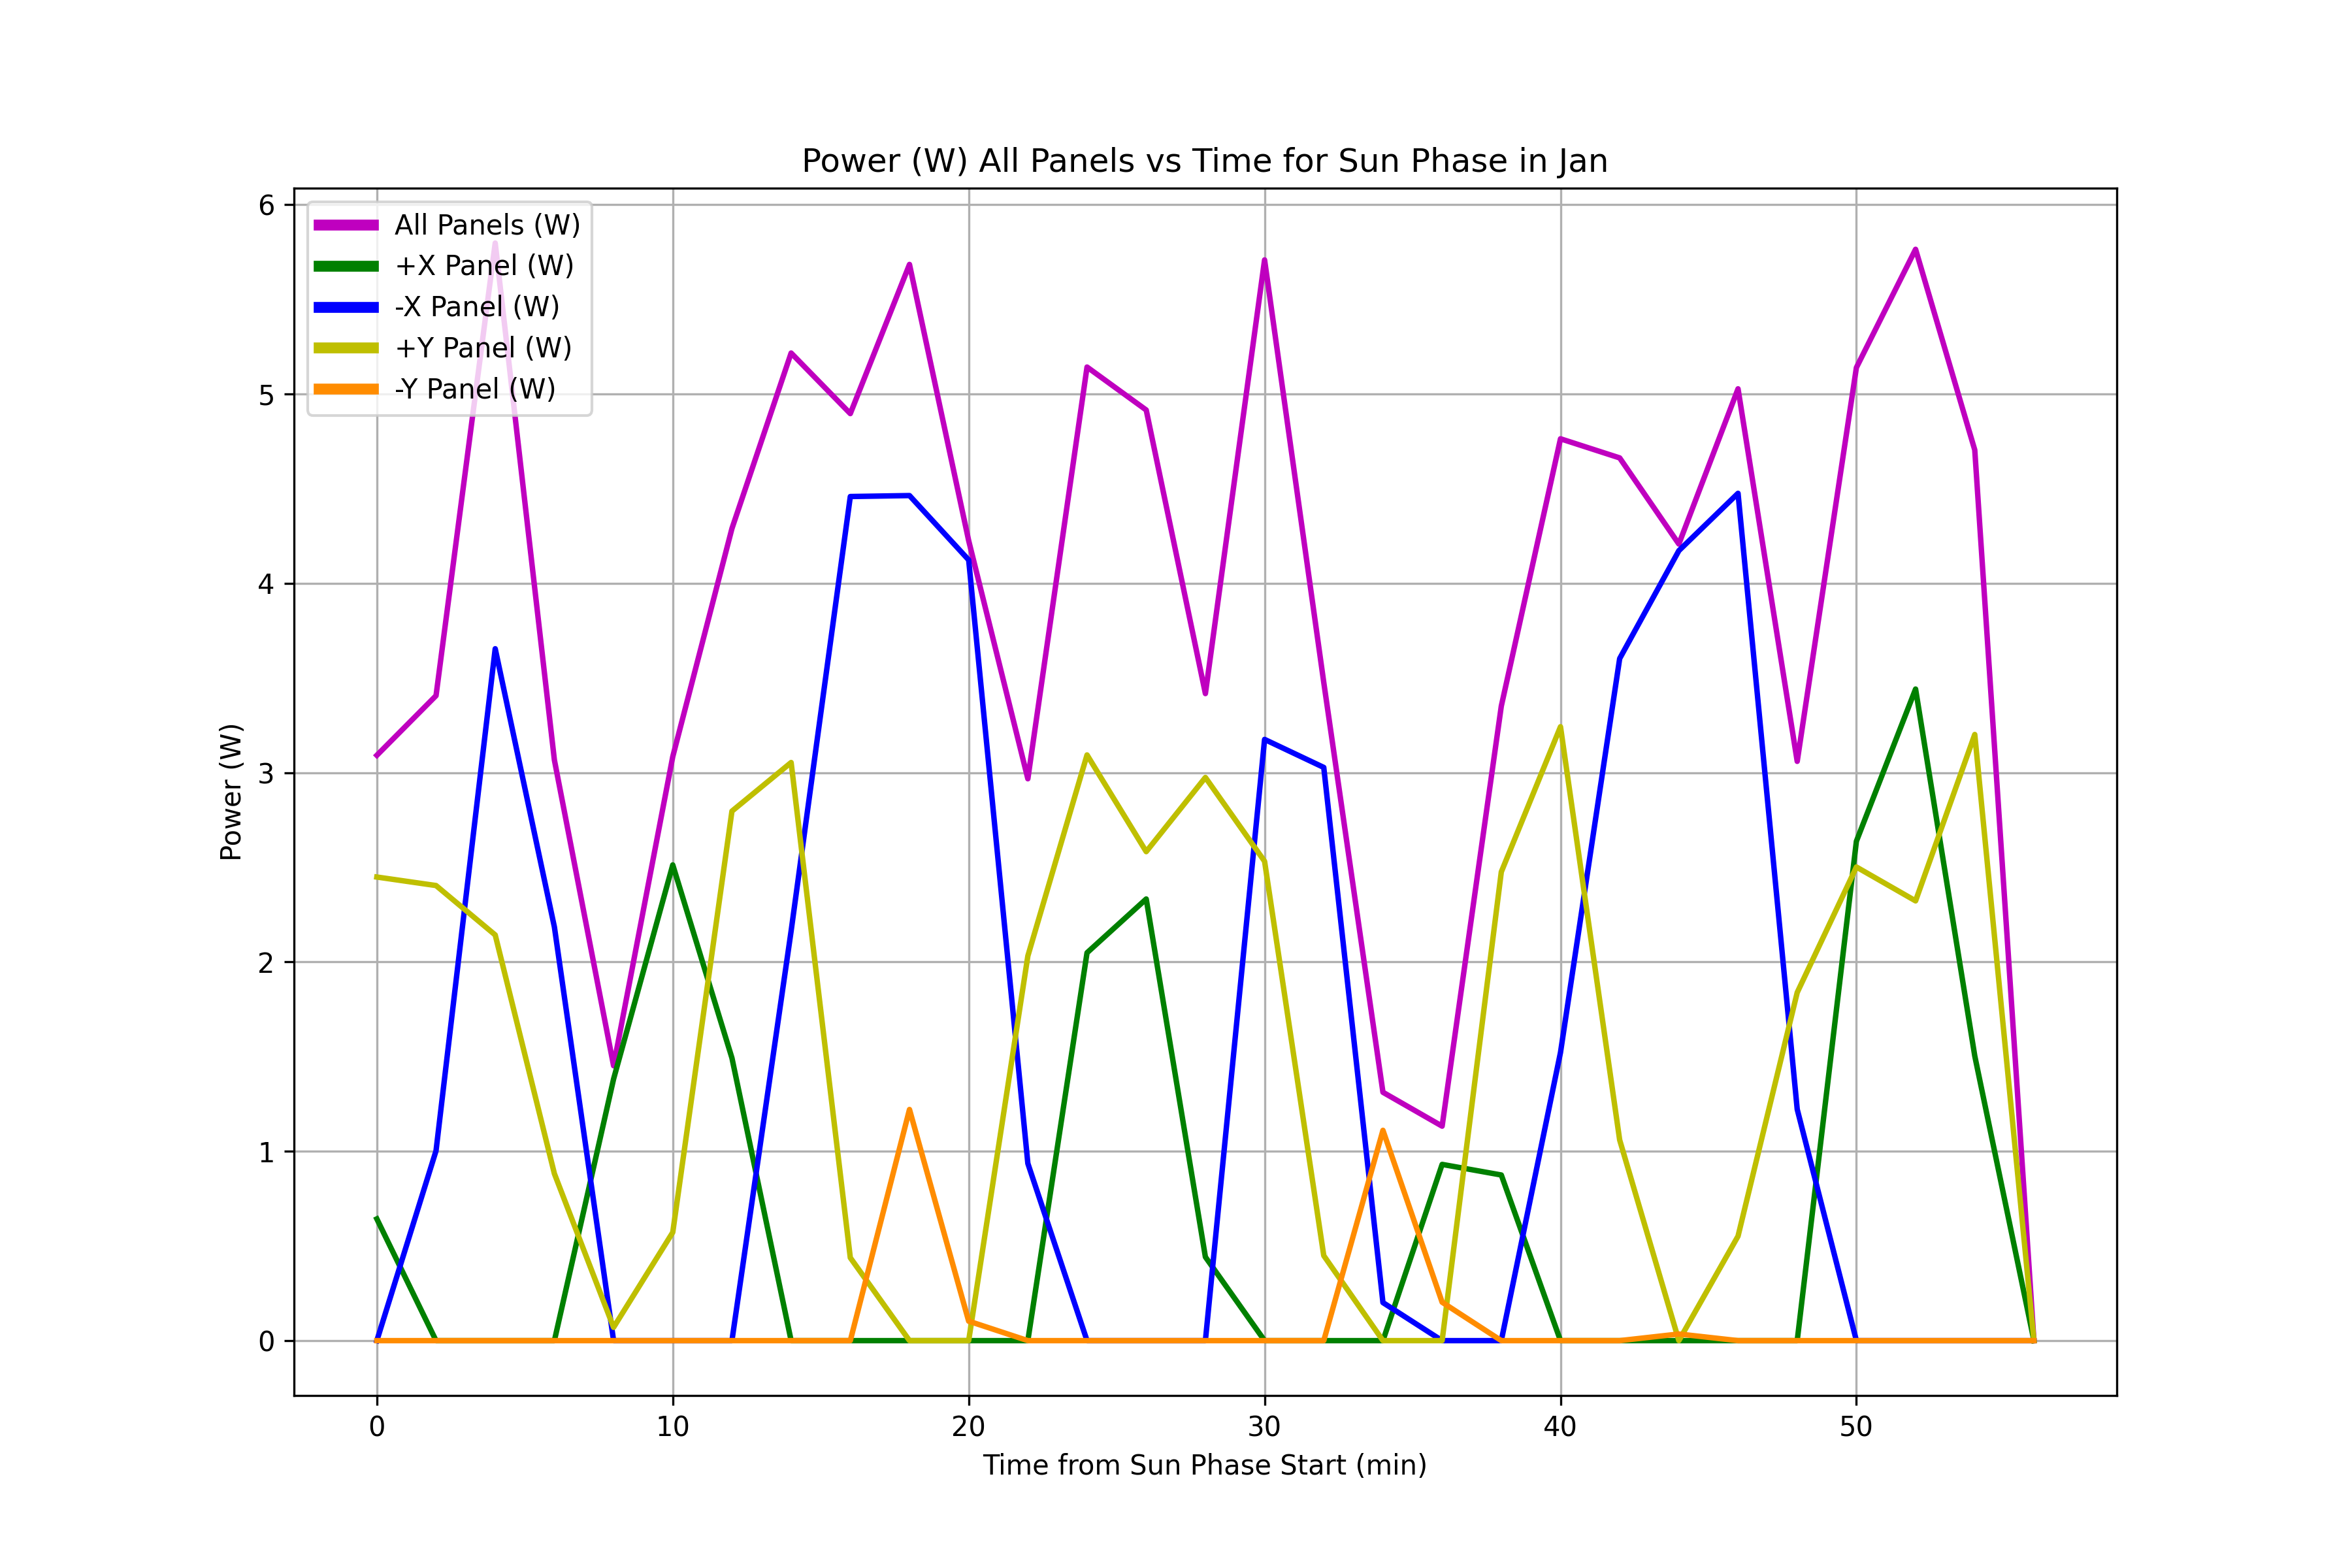 Power (W) All Panels vs Time for Sun Phase in Jan
All Panels (W)
+X Panel (W)
-X Panel (W)
+Y Panel (W)
-Y Panel (W)
Power (W)
6
5
4
3
2
1
0
0 10 20 30 40 50
Time from Sun Phase Start (min)